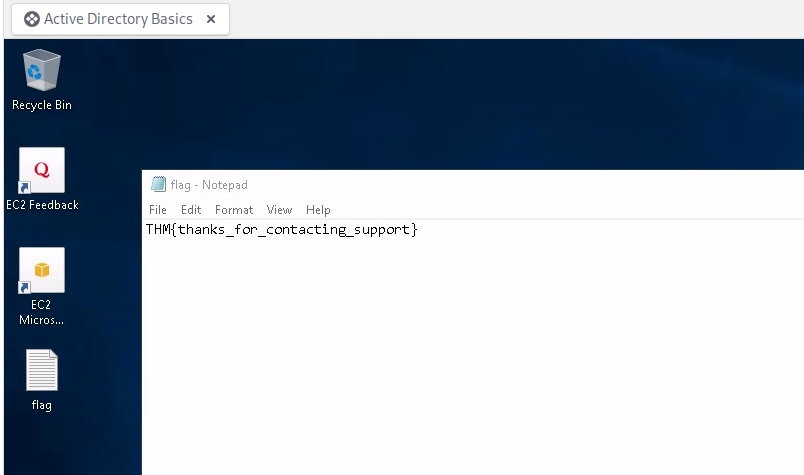 Active Directory Basics
Recycle Bin
Q
EC2 Feedback
EC2
Micros...
flag
flag - Notepad
File Edit Format View Help
THM{thanks_for_contacting_support}